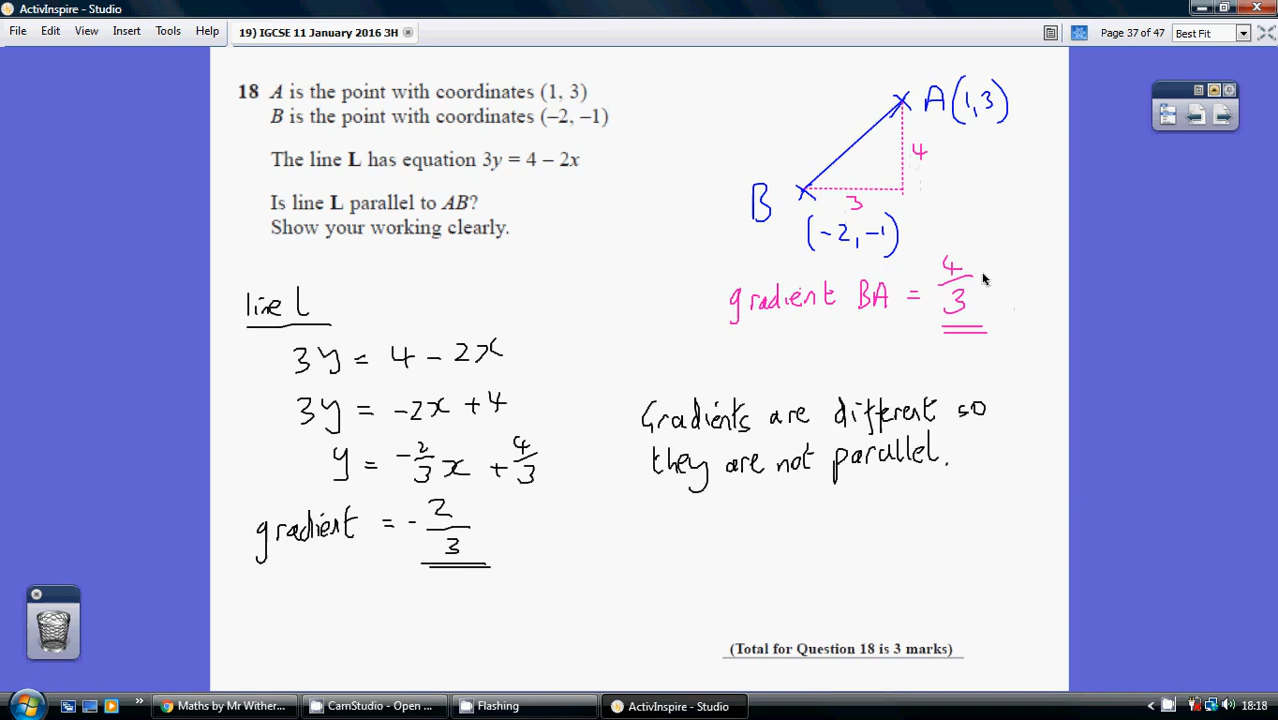 ActivInspire - Studio
File Edit View Insert Tools Help
19) IGCSE 11 January 2016 3H
Page 37 of 47
Best Fit
18 A is the point with coordinates (1, 3)
B is the point with coordinates (–2, –1)
The line L has equation 3y = 4 – 2x
Is line L parallel to AB?
Show your working clearly.
A (1,3)
4
3
B
(-2, -1)
gradient BA = 4/3
line L
3y = 4 - 2x
3y = -2x + 4
y = -2/3 x + 4/3
gradient = - 2/3
Gradients are different so
they are not parallel.
(Total for Question 18 is 3 marks)
Maths by Mr Wither...
CamStudio - Open ...
Flashing
ActivInspire - Studio
18:18